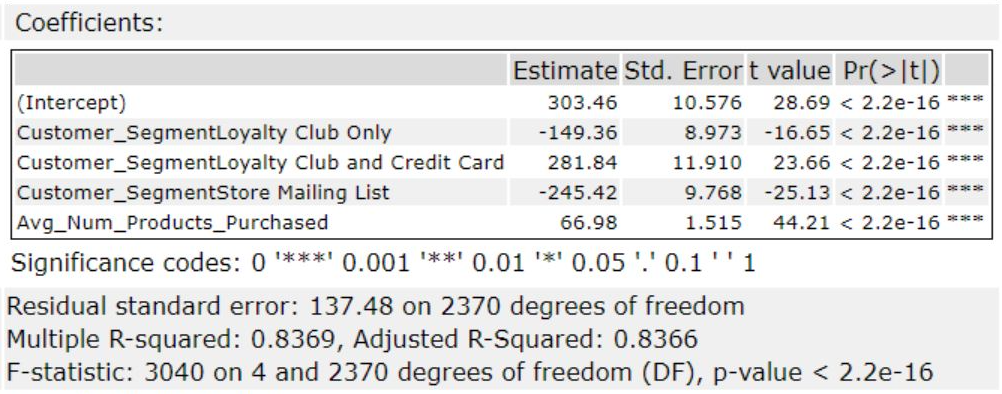 Coefficients:
Estimate Std. Error t value Pr(>|t|)
(Intercept) 303.46 10.576 28.69 < 2.2e-16 ***
Customer_SegmentLoyalty Club Only -149.36 8.973 -16.65 < 2.2e-16 ***
Customer_SegmentLoyalty Club and Credit Card 281.84 11.910 23.66 < 2.2e-16 ***
Customer_SegmentStore Mailing List -245.42 9.768 -25.13 < 2.2e-16 ***
Avg_Num_Products_Purchased 66.98 1.515 44.21 < 2.2e-16 ***
Significance codes: 0 '***' 0.001 '**' 0.01 '*' 0.05 '.' 0.1 ' ' 1
Residual standard error: 137.48 on 2370 degrees of freedom
Multiple R-squared: 0.8369, Adjusted R-Squared: 0.8366
F-statistic: 3040 on 4 and 2370 degrees of freedom (DF), p-value < 2.2e-16